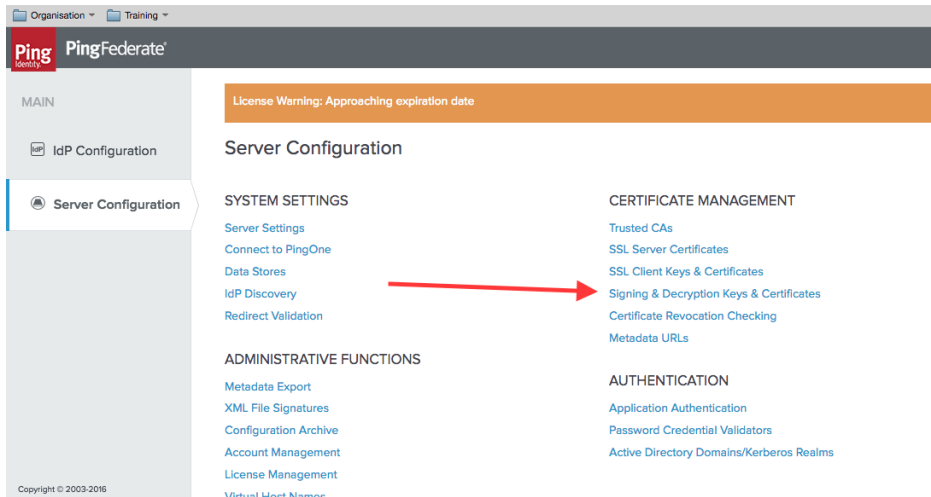 Organisation
Training
Ping
Identity
PingFederate®
MAIN
IdP
IdP Configuration
Server Configuration
License Warning: Approaching expiration date
Server Configuration
SYSTEM SETTINGS
Server Settings
Connect to PingOne
Data Stores
IdP Discovery
Redirect Validation
ADMINISTRATIVE FUNCTIONS
Metadata Export
XML File Signatures
Configuration Archive
Account Management
License Management
Virtual Host Names
CERTIFICATE MANAGEMENT
Trusted CAs
SSL Server Certificates
SSL Client Keys & Certificates
Signing & Decryption Keys & Certificates
Certificate Revocation Checking
Metadata URLs
AUTHENTICATION
Application Authentication
Password Credential Validators
Active Directory Domains/Kerberos Realms
Copyright © 2003-2016